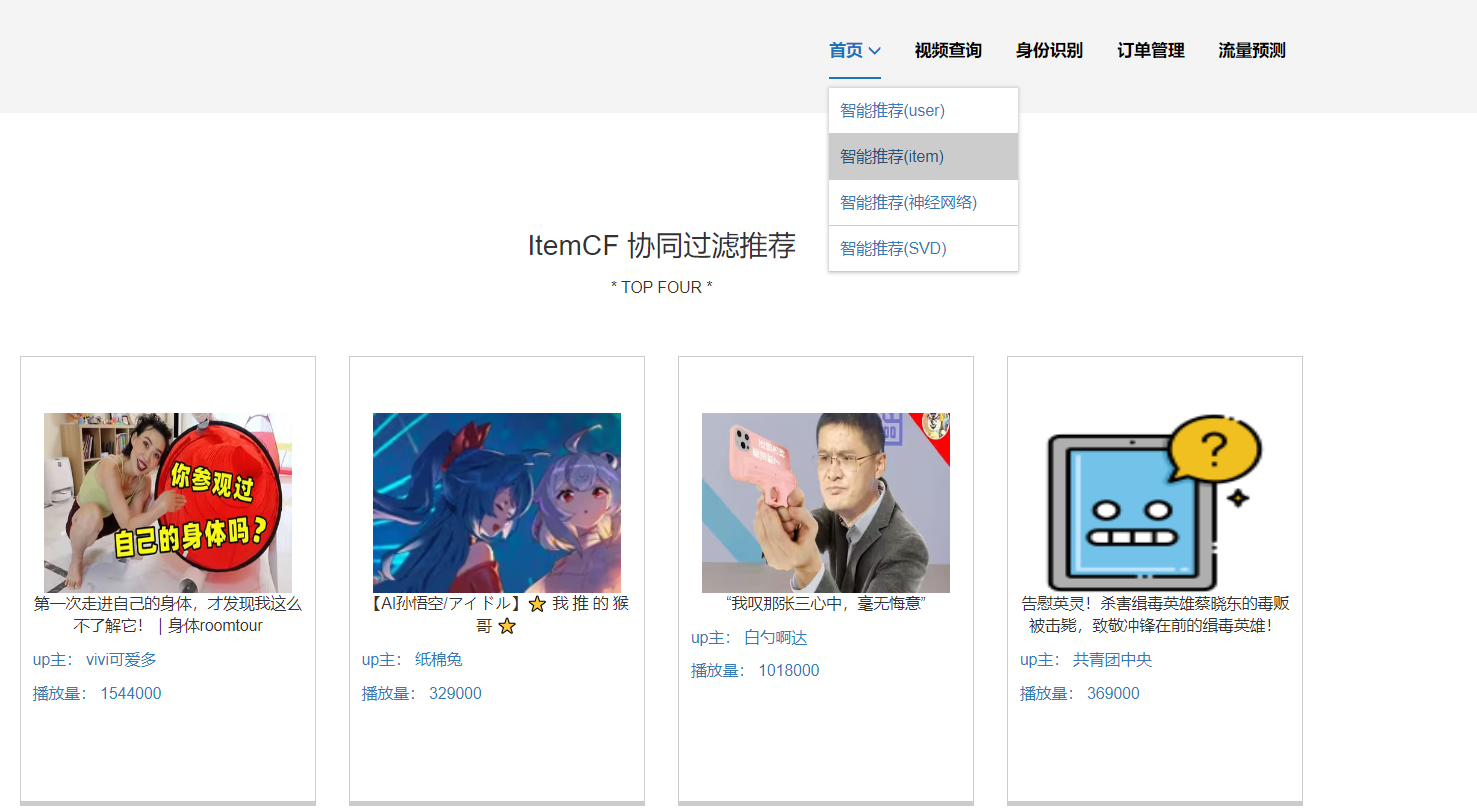 首页 视频查询 身份识别 订单管理 流量预测
智能推荐(user)
智能推荐(item)
智能推荐(神经网络)
智能推荐(SVD)
ItemCF 协同过滤推荐
* TOP FOUR *
你参观过
自己的身体吗?
第一次走进自己的身体，才发现我这么
不了解它！｜身体roomtour
up主： vivi可爱多
播放量： 1544000
【AI孙悟空/アイドル】⭐ 我 推 的 猴
哥 ⭐
up主： 纸棉兔
播放量： 329000
“我叹那张三心中，毫无悔意”
up主： 白勺啊达
播放量： 1018000
?
告慰英灵！杀害缉毒英雄蔡晓东的毒贩
被击毙，致敬冲锋在前的缉毒英雄！
up主： 共青团中央
播放量： 369000